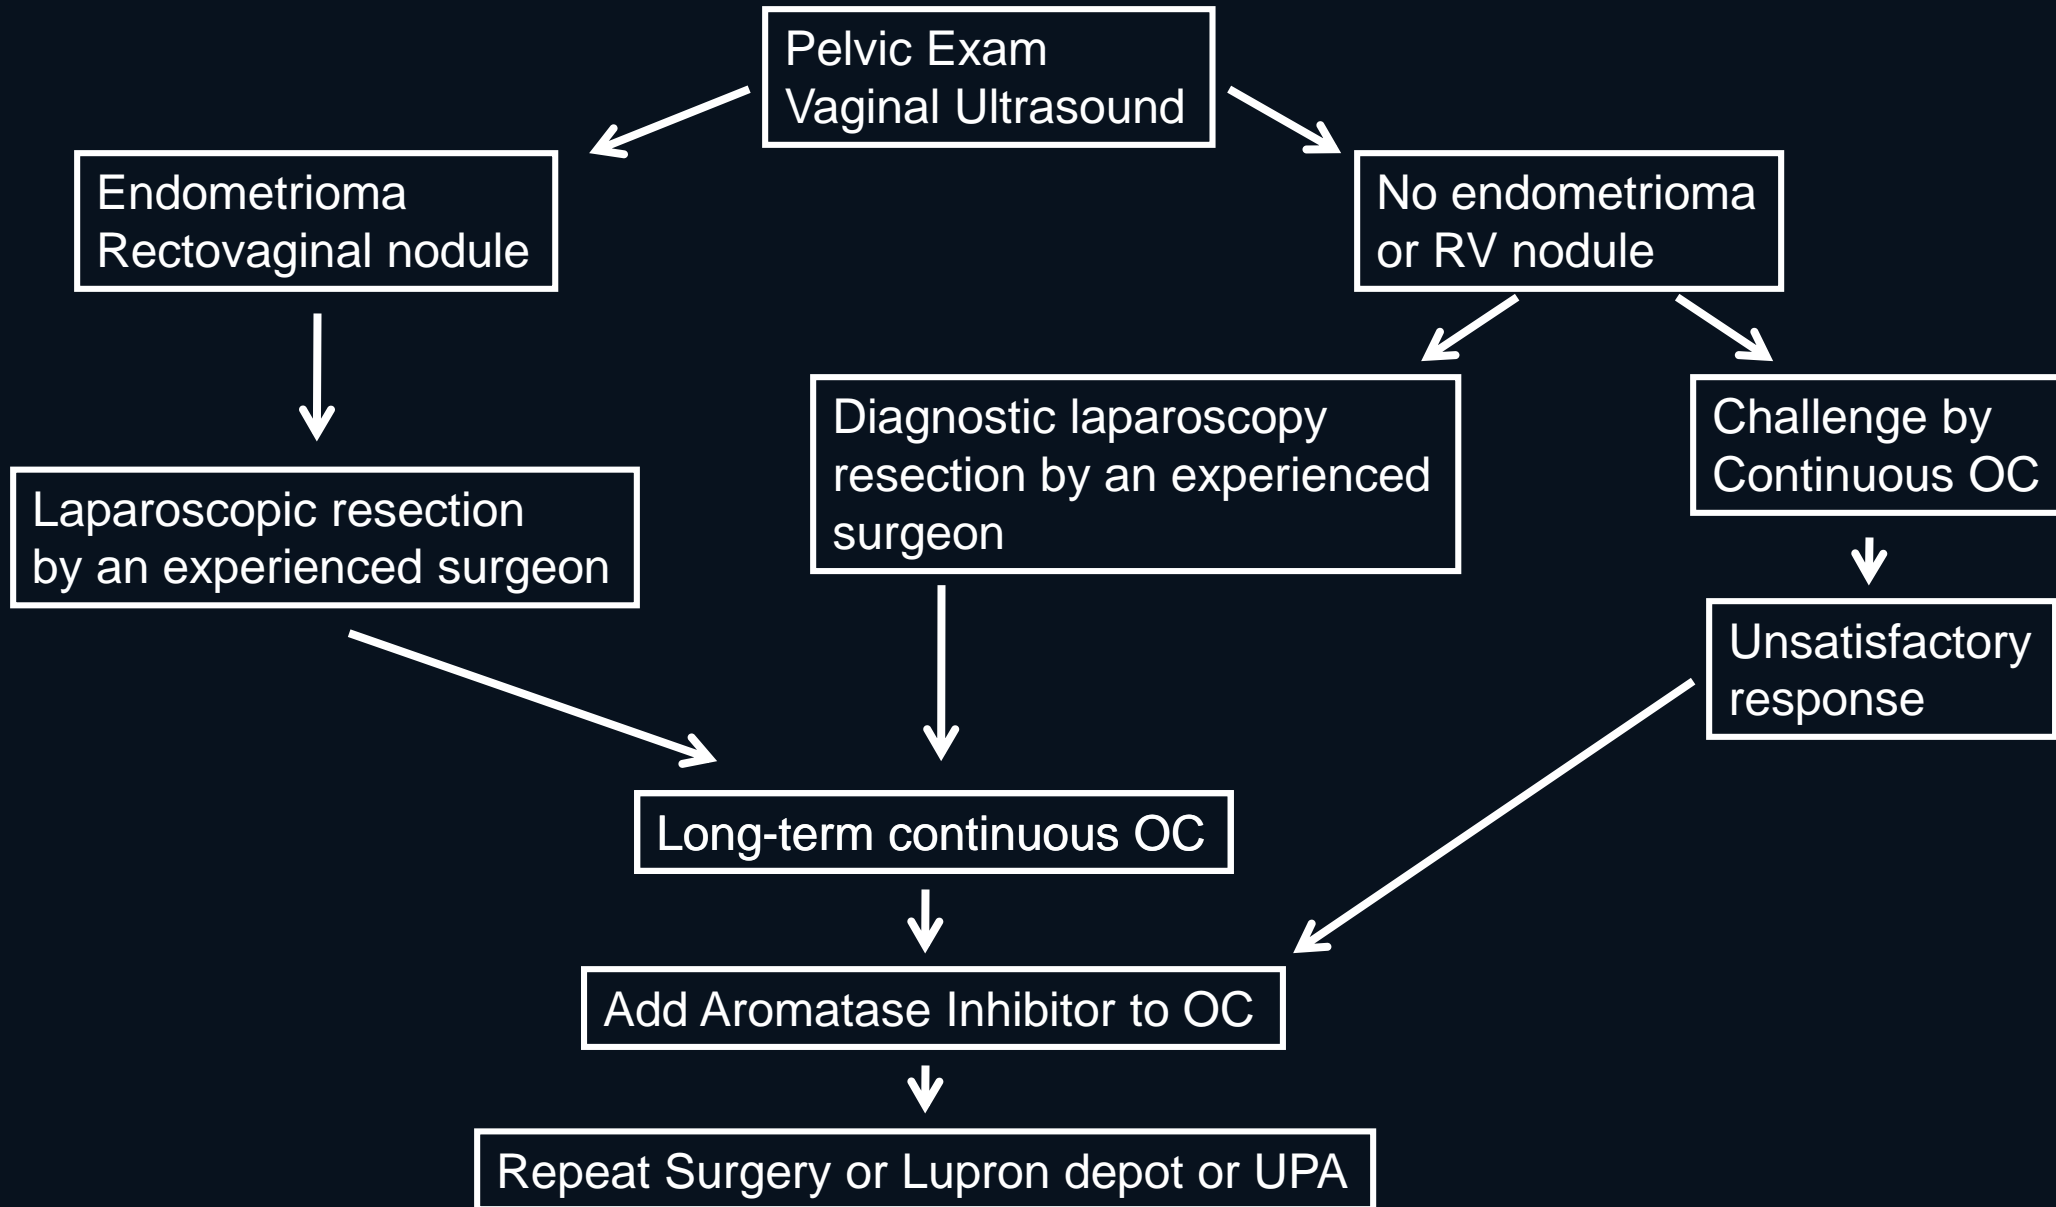 Pelvic Exam
Vaginal Ultrasound
Endometrioma
Rectovaginal nodule
No endometrioma
or RV nodule
Laparoscopic resection
by an experienced surgeon
Diagnostic laparoscopy
resection by an experienced
surgeon
Challenge by
Continuous OC
Unsatisfactory
response
Long-term continuous OC
Add Aromatase Inhibitor to OC
Repeat Surgery or Lupron depot or UPA